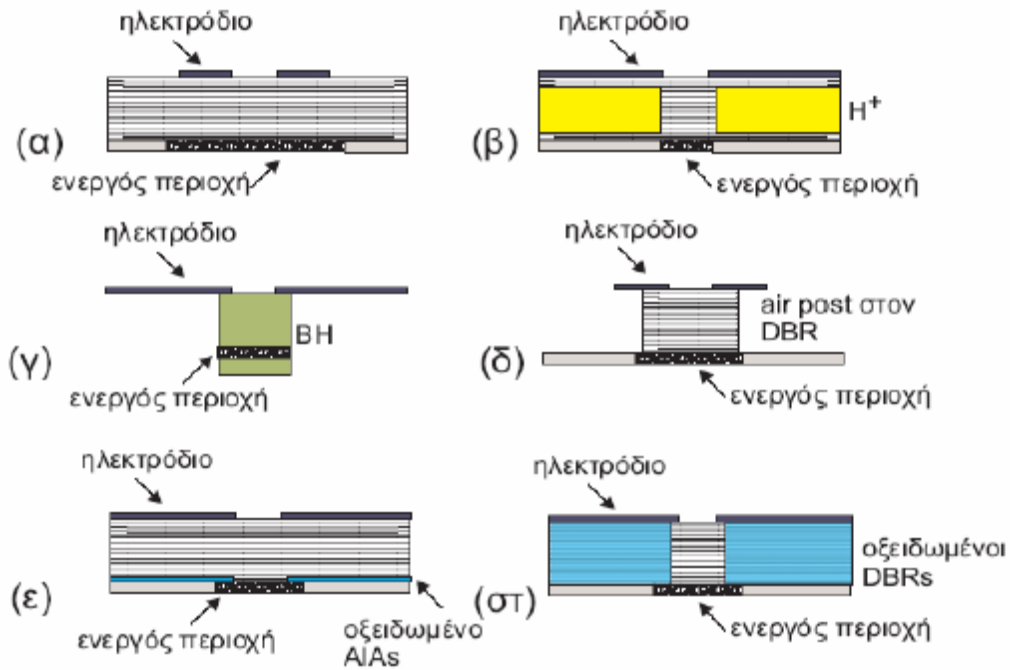 ηλεκτρόδιο
(α)
ενεργός περιοχή
ηλεκτρόδιο
H+
(β)
ενεργός περιοχή
ηλεκτρόδιο
BH
(γ)
ενεργός περιοχή
ηλεκτρόδιο
air post στον
DBR
(δ)
ενεργός περιοχή
ηλεκτρόδιο
(ε)
ενεργός περιοχή
οξειδωμένο
AlAs
ηλεκτρόδιο
οξειδωμένοι
DBRs
(στ)
ενεργός περιοχή